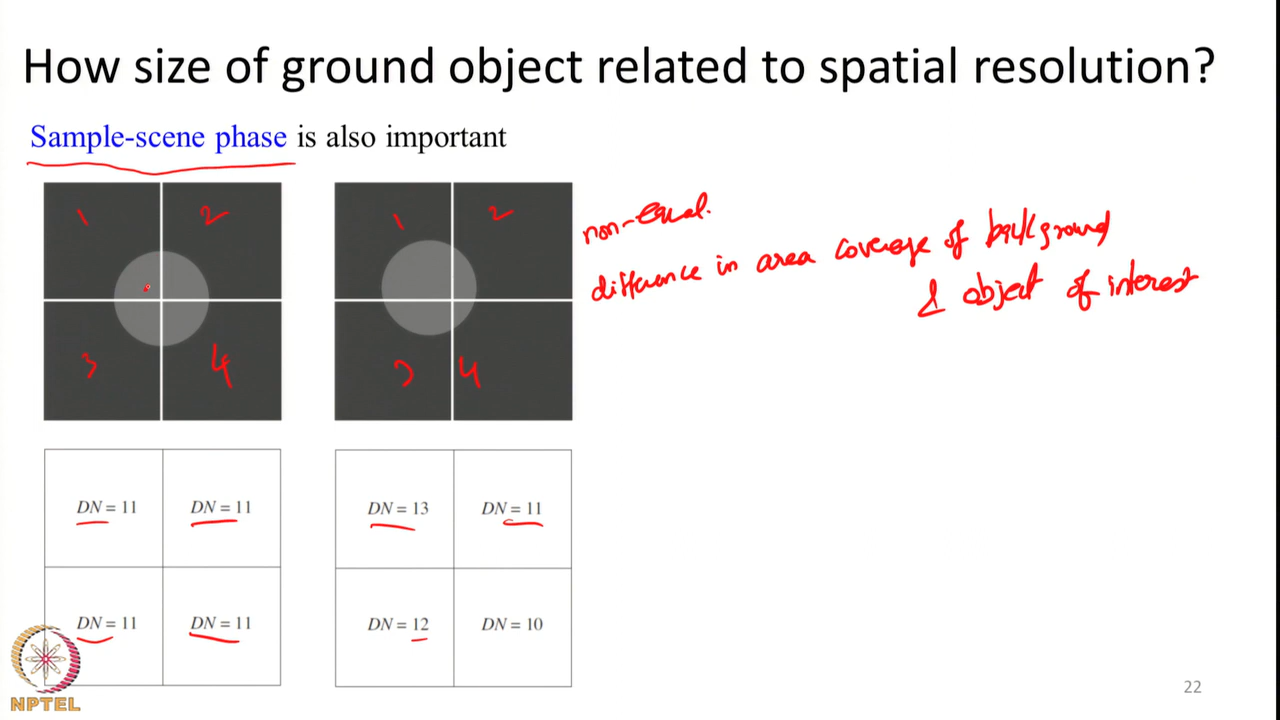 How size of ground object related to spatial resolution?
Sample-scene phase is also important
1 2
3 4
1 2
3 4
non-equal.
difference in area coverage of background
& object of interest
DN = 11 DN = 11
DN = 11 DN = 11
DN = 13 DN = 11
DN = 12 DN = 10
NPTEL
22